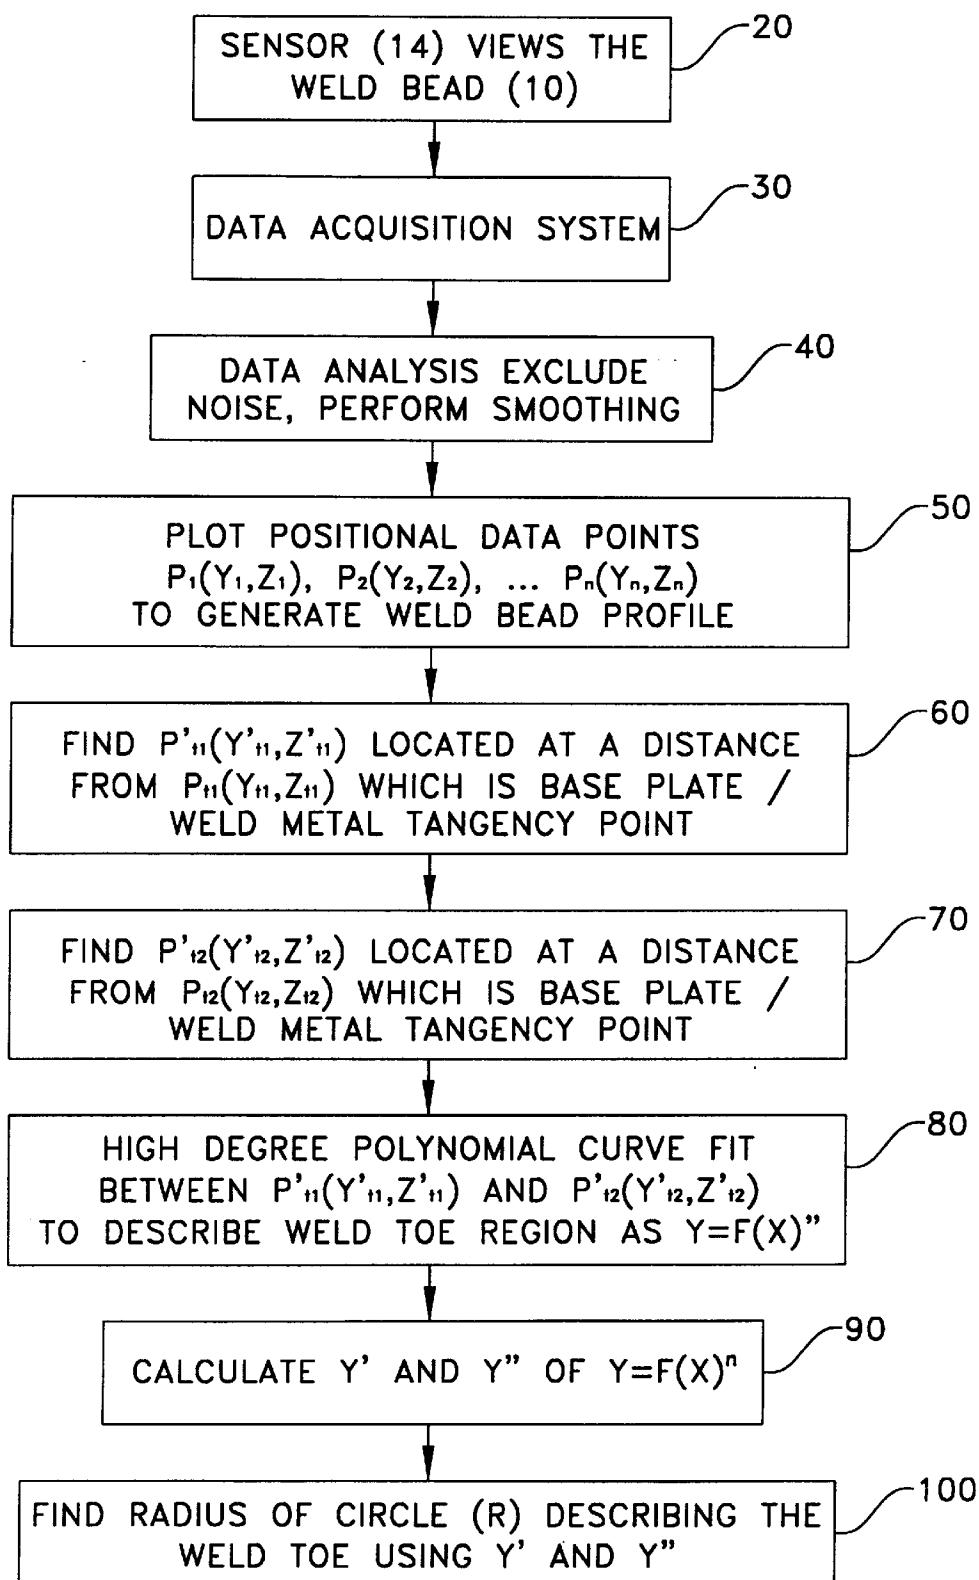 SENSOR (14) VIEWS THE
WELD BEAD (10)
20
DATA ACQUISITION SYSTEM
30
DATA ANALYSIS EXCLUDE
NOISE, PERFORM SMOOTHING
40
PLOT POSITIONAL DATA POINTS
P₁(Y₁,Z₁), P₂(Y₂,Z₂), ... Pₙ(Yₙ,Zₙ)
TO GENERATE WELD BEAD PROFILE
50
FIND P'ₜ₁(Y'ₜ₁,Z'ₜ₁) LOCATED AT A DISTANCE
FROM Pₜ₁(Yₜ₁,Zₜ₁) WHICH IS BASE PLATE /
WELD METAL TANGENCY POINT
60
FIND P'ₜ₂(Y'ₜ₂,Z'ₜ₂) LOCATED AT A DISTANCE
FROM Pₜ₂(Yₜ₂,Zₜ₂) WHICH IS BASE PLATE /
WELD METAL TANGENCY POINT
70
HIGH DEGREE POLYNOMIAL CURVE FIT
BETWEEN P'ₜ₁(Y'ₜ₁,Z'ₜ₁) AND P'ₜ₂(Y'ₜ₂,Z'ₜ₂)
TO DESCRIBE WELD TOE REGION AS Y=F(X)"
80
CALCULATE Y' AND Y" OF Y=F(X)ⁿ
90
FIND RADIUS OF CIRCLE (R) DESCRIBING THE
WELD TOE USING Y' AND Y"
100